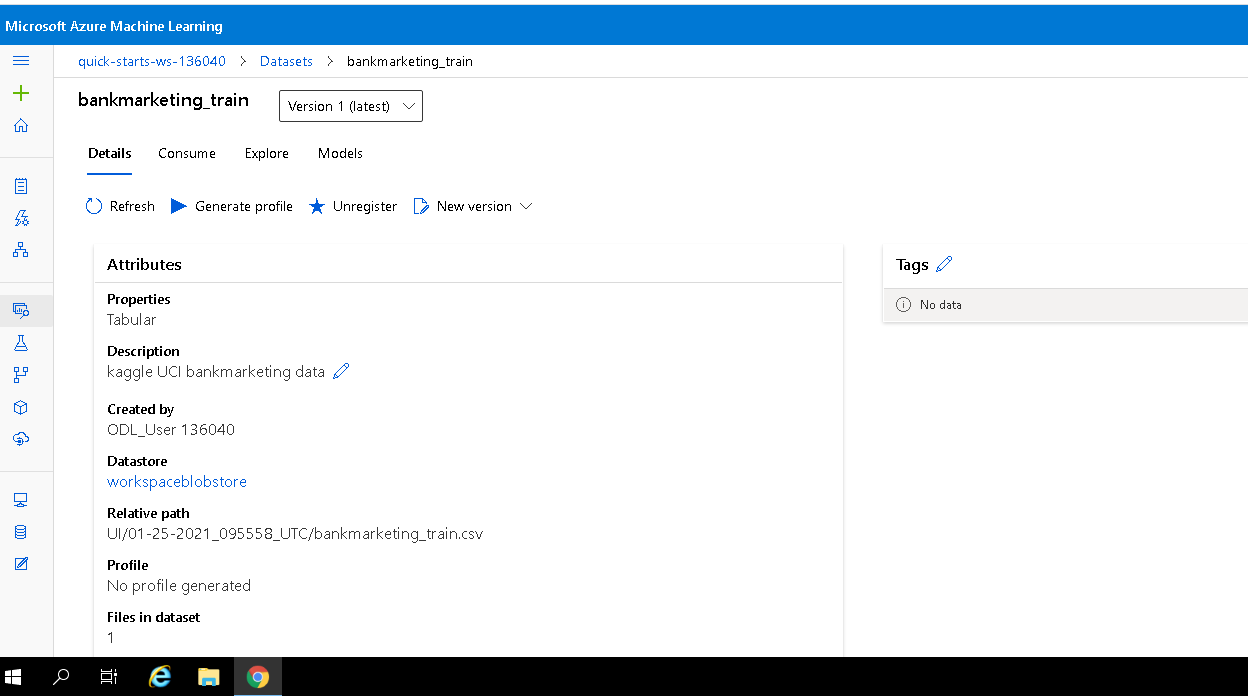 Microsoft Azure Machine Learning
quick-starts-ws-136040 > Datasets > bankmarketing_train
bankmarketing_train
Version 1 (latest)
Details Consume Explore Models
Refresh Generate profile Unregister New version
Attributes
Properties
Tabular
Description
kaggle UCI bankmarketing data
Created by
ODL_User 136040
Datastore
workspaceblobstore
Relative path
UI/01-25-2021_095558_UTC/bankmarketing_train.csv
Profile
No profile generated
Files in dataset
1
Tags
No data